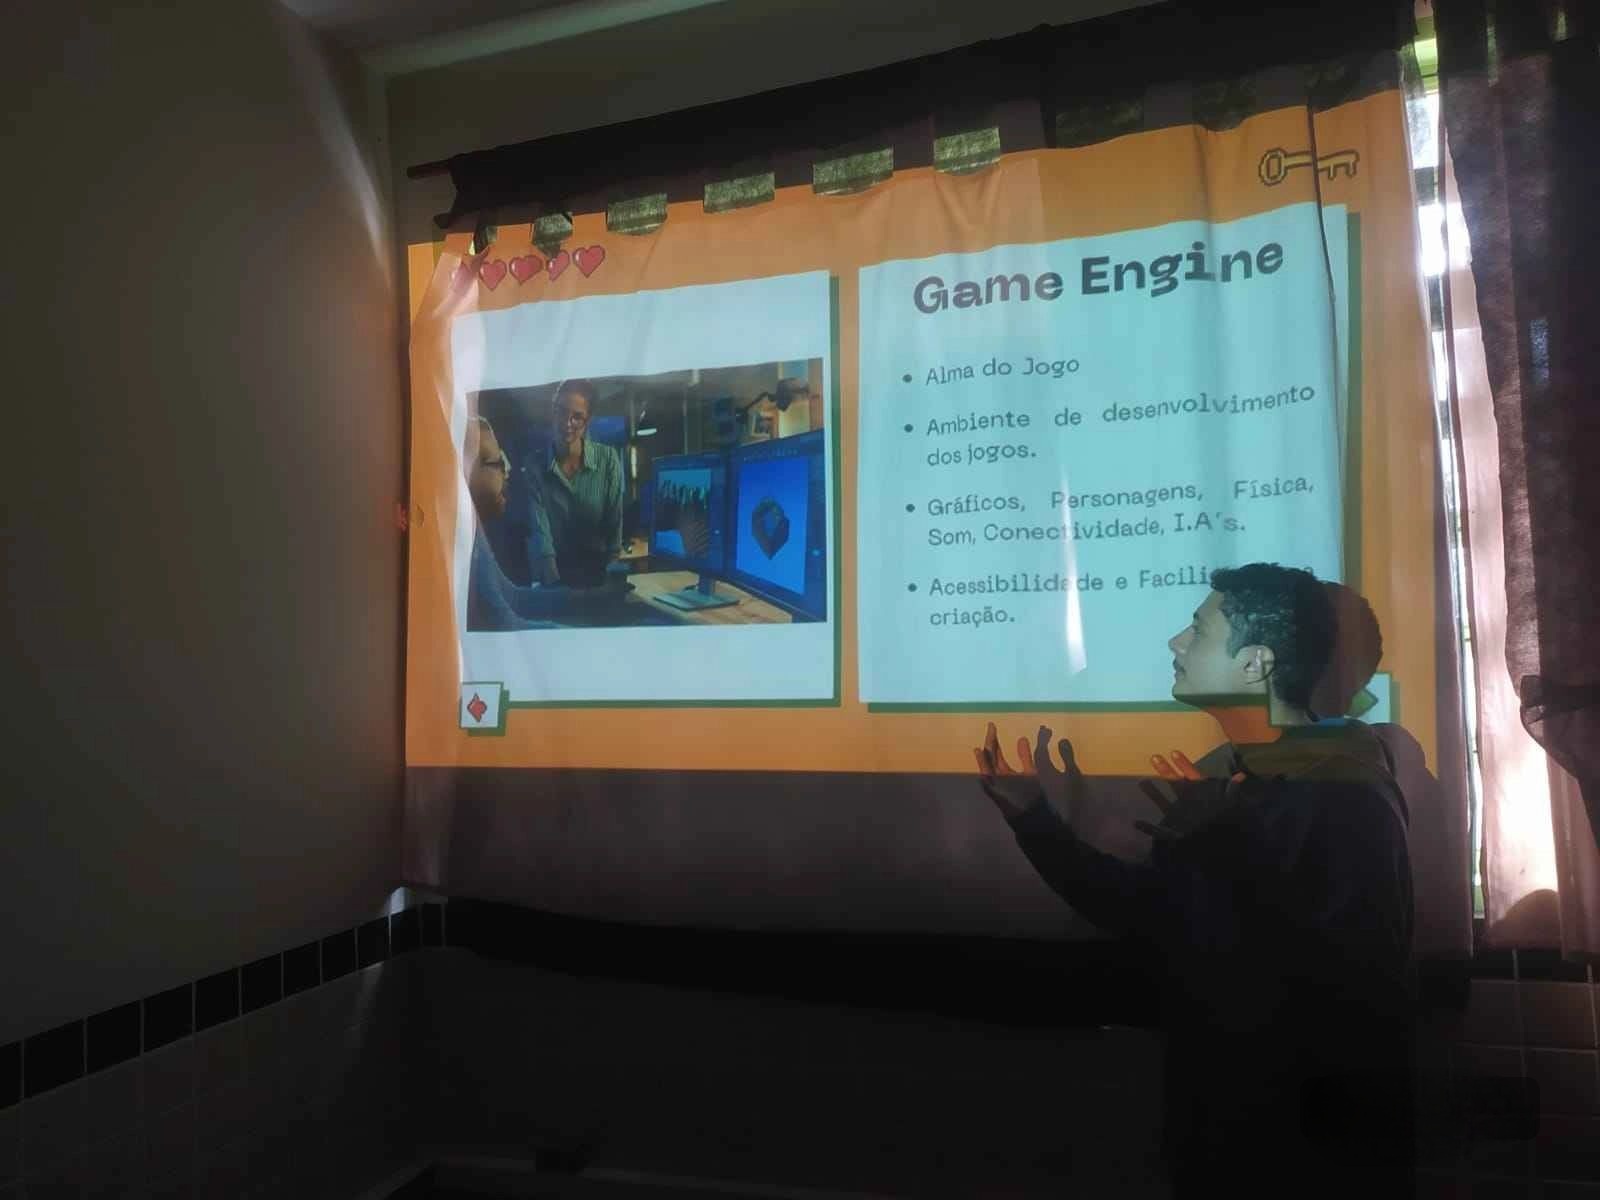 Game Engine
Alma do Jogo
Ambiente de desenvolvimento
dos jogos.
Gráficos, Personagens, Física,
Som, Conectividade, I.A's.
Acessibilidade e
criação.